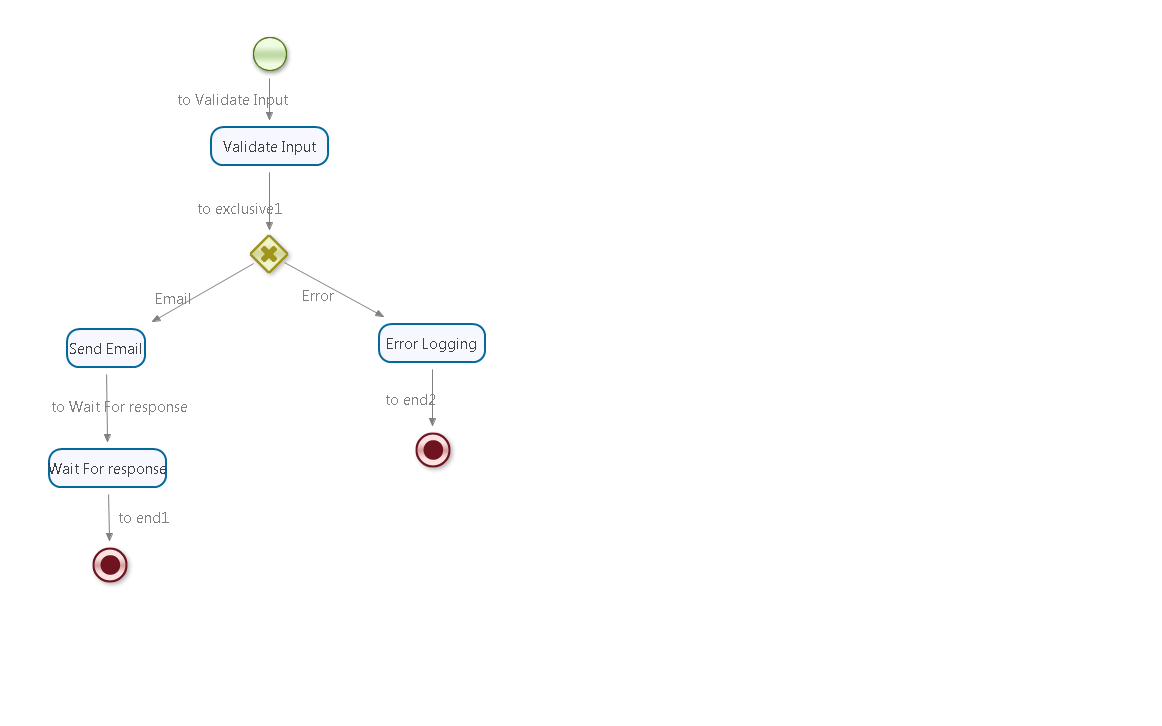 to Validate Input
Validate Input
to exclusive1
Email
Error
Send Email
Error Logging
to Wait For response
to end2
Wait For response
to end1